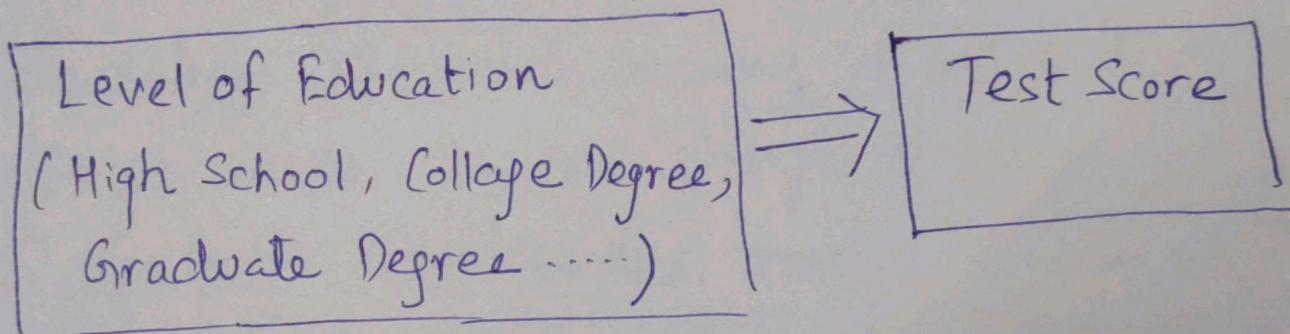 Level of Education
(High School, Collage Degree,
Graduate Degree .....)
Test Score